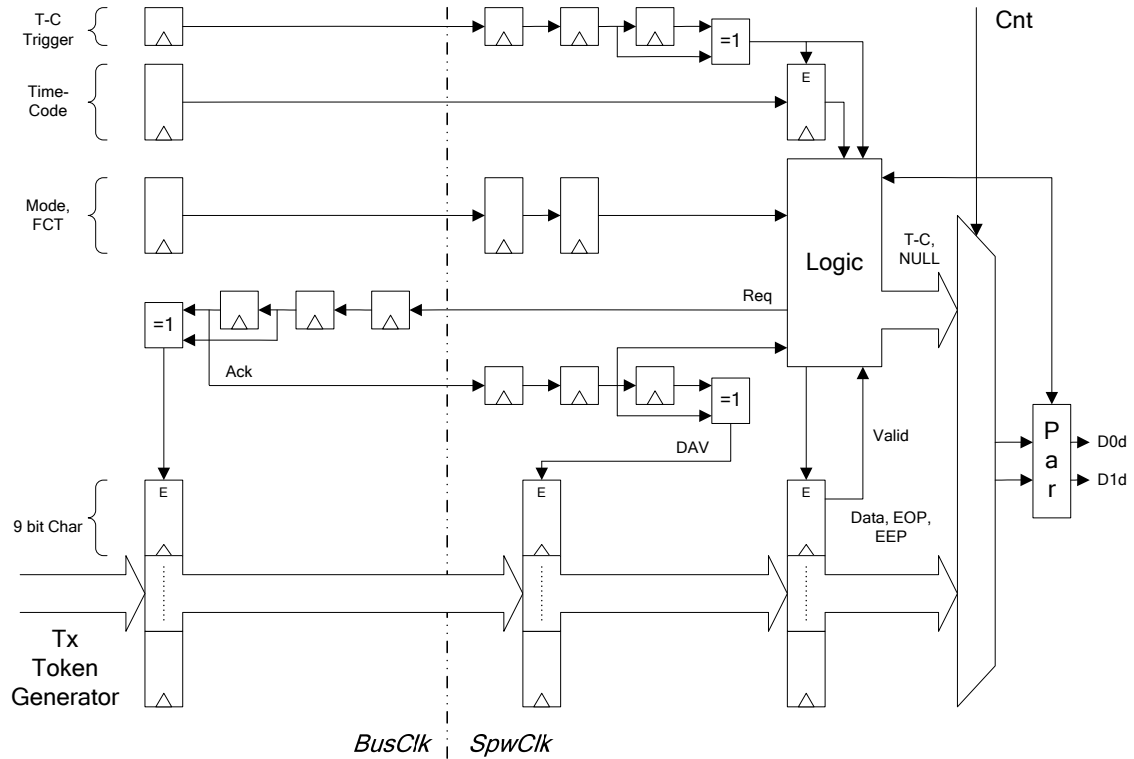 T-C
Trigger
=1
Cnt
Time-
Code
E
Mode,
FCT
Logic
T-C,
NULL
Req
=1
Ack
=1
DAV
Valid
P
a
r
D0d
D1d
9 bit Char
E
E
E
Data, EOP,
EEP
Tx
Token
Generator
BusClk
SpwClk